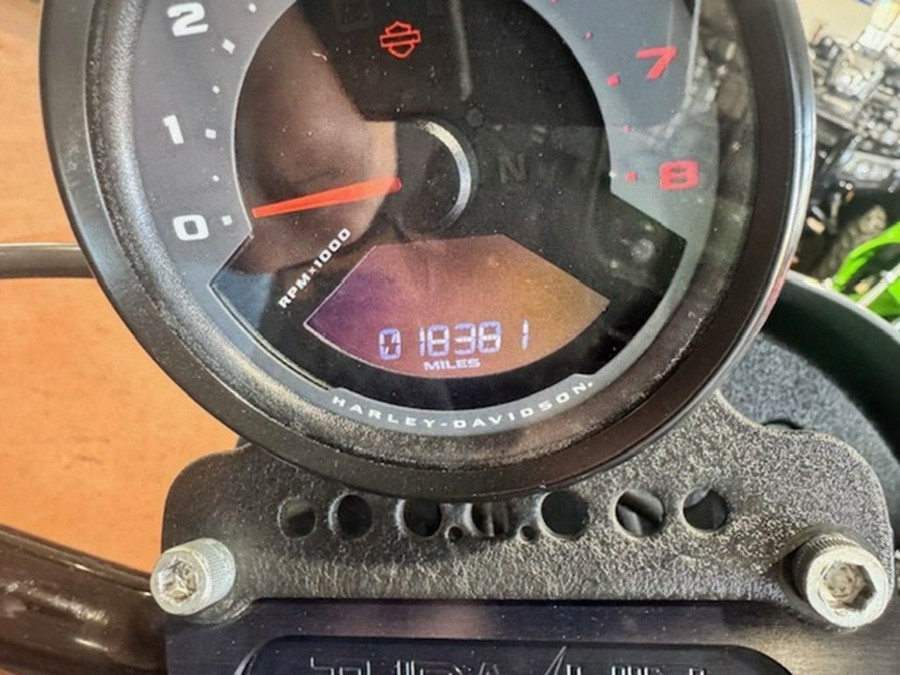 2
1
0
7
8
N
RPMx1000
018381
MILES
HARLEY-DAVIDSON.